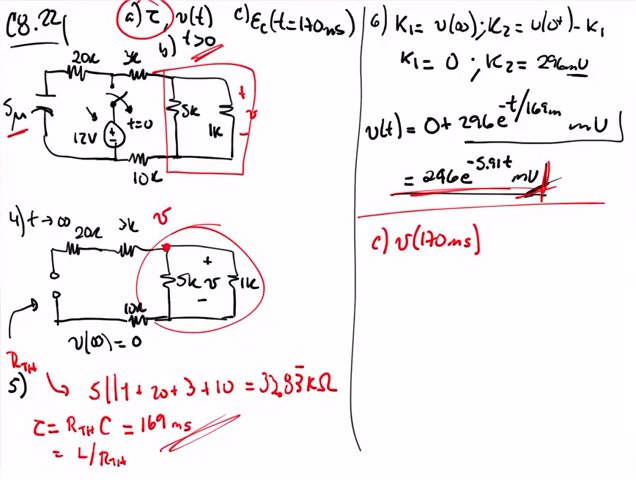 C8.22
a) τ, v(t)
b) t>0
c) Ec(t=170ms)
20k
3k
5μ
12V
t=0
5k
1k
+
v
-
10k
4) t→∞
20k
3k
v
5k
+
v
-
1k
10k
v(∞) = 0
RTH
5) 5||1 + 20 + 3 + 10 = 32.83̅ kΩ
τ = RTH C = 169 ms
= L/RTH
6) K1 = v(∞) ; K2 = v(0+) - K1
K1 = 0 ; K2 = 296mV
v(t) = 0 + 296e^-t/169m mV
= 296e^-5.91t mV
c) v(170ms)